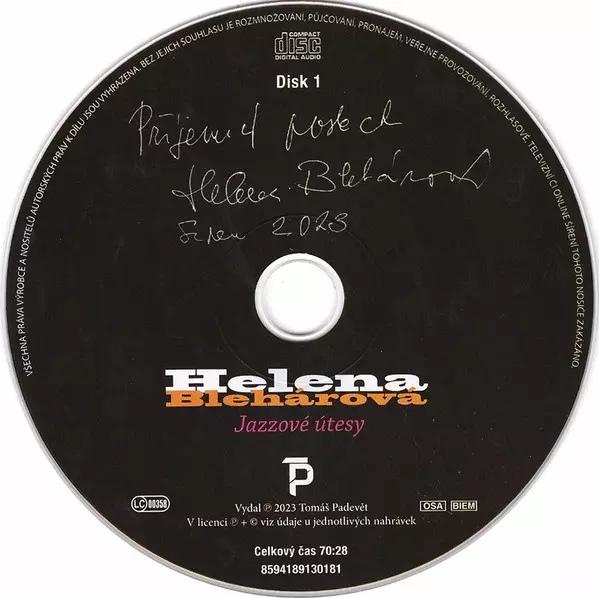 VŠECHNA PRÁVA VÝROBCE A NOSITELŮ AUTORSKÝCH PRÁV K DÍLU JSOU VYHRAZENA. BEZ JEJICH SOUHLASU JE ROZMNOŽOVÁNÍ, PŮJČOVÁNÍ, PRONÁJEM, VEŘEJNÉ PROVOZOVÁNÍ, ROZHLASOVÉ TELEVIZNÍ ČI ONLINE ŠÍŘENÍ TOHOTO NOSIČE ZAKÁZÁNO.
COMPACT
disc
DIGITAL AUDIO
Disk 1
Příjemný poslech
Helena Blehárová
2023
Helena
Blehárová
Jazzové útesy
P
LC 00358
OSA BIEM
Vydal ℗ 2023 Tomáš Padevět
V licenci ℗ + © viz údaje u jednotlivých nahrávek
Celkový čas 70:28
8594189130181